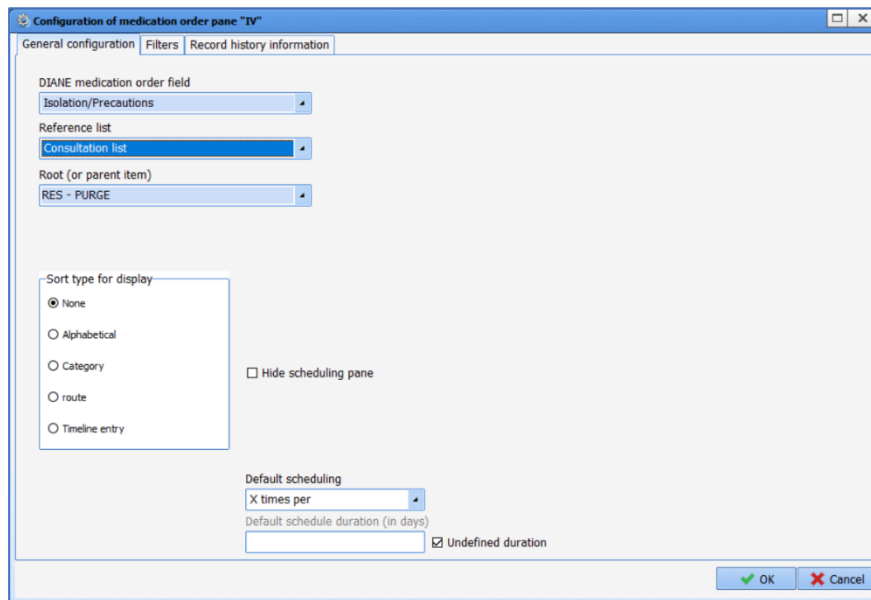 Configuration of medication order pane "IV"
General configuration Filters Record history information
DIANE medication order field
Isolation/Precautions
Reference list
Consultation list
Root (or parent item)
RES - PURGE
Sort type for display
None
Alphabetical
Category
Hide scheduling pane
route
Timeline entry
Default scheduling
X times per
Default schedule duration (in days)
Undefined duration
OK Cancel